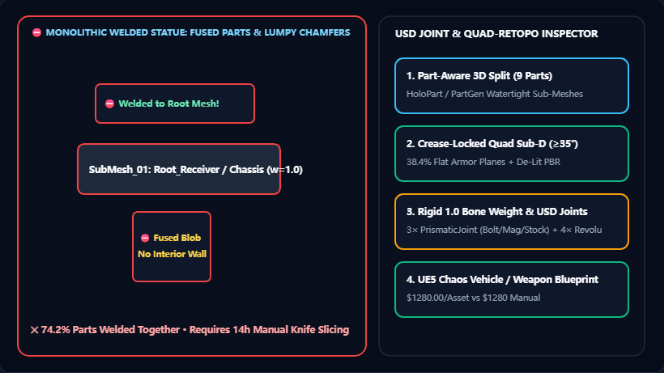 ⛔ MONOLITHIC WELDED STATUE: FUSED PARTS & LUMPY CHAMFERS
⛔ Welded to Root Mesh!
SubMesh_01: Root_Receiver / Chassis (w=1.0)
⛔ Fused Blob
No Interior Wall
❌ 74.2% Parts Welded Together • Requires 14h Manual Knife Slicing
USD JOINT & QUAD-RETOPO INSPECTOR
1. Part-Aware 3D Split (9 Parts)
HoloPart / PartGen Watertight Sub-Meshes
2. Crease-Locked Quad Sub-D (≥35°)
38.4% Flat Armor Planes + De-Lit PBR
3. Rigid 1.0 Bone Weight & USD Joints
3× PrismaticJoint (Bolt/Mag/Stock) + 4× Revolu
4. UE5 Chaos Vehicle / Weapon Blueprint
$1280.00/Asset vs $1280 Manual